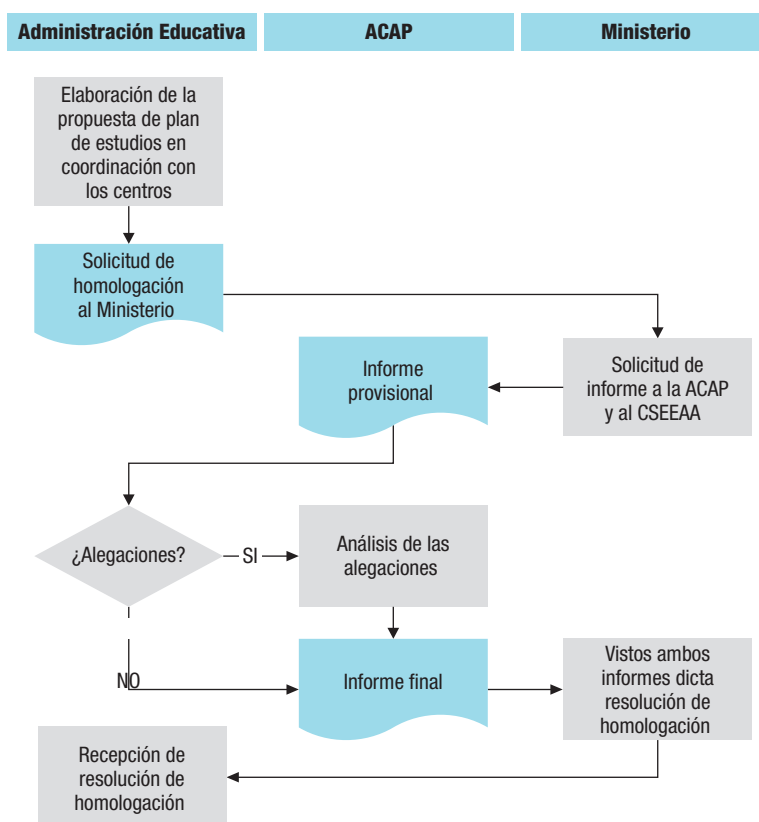 Administración Educativa
ACAP
Ministerio
Elaboración de la
propuesta de plan
de estudios en
coordinación con
los centros
Solicitud de
homologación
al Ministerio
Informe
provisional
Solicitud de
informe a la ACAP
y al CSEEAA
¿Alegaciones?
SI
Análisis de las
alegaciones
NO
Informe final
Vistos ambos
informes dicta
resolución de
homologación
Recepción de
resolución de
homologación